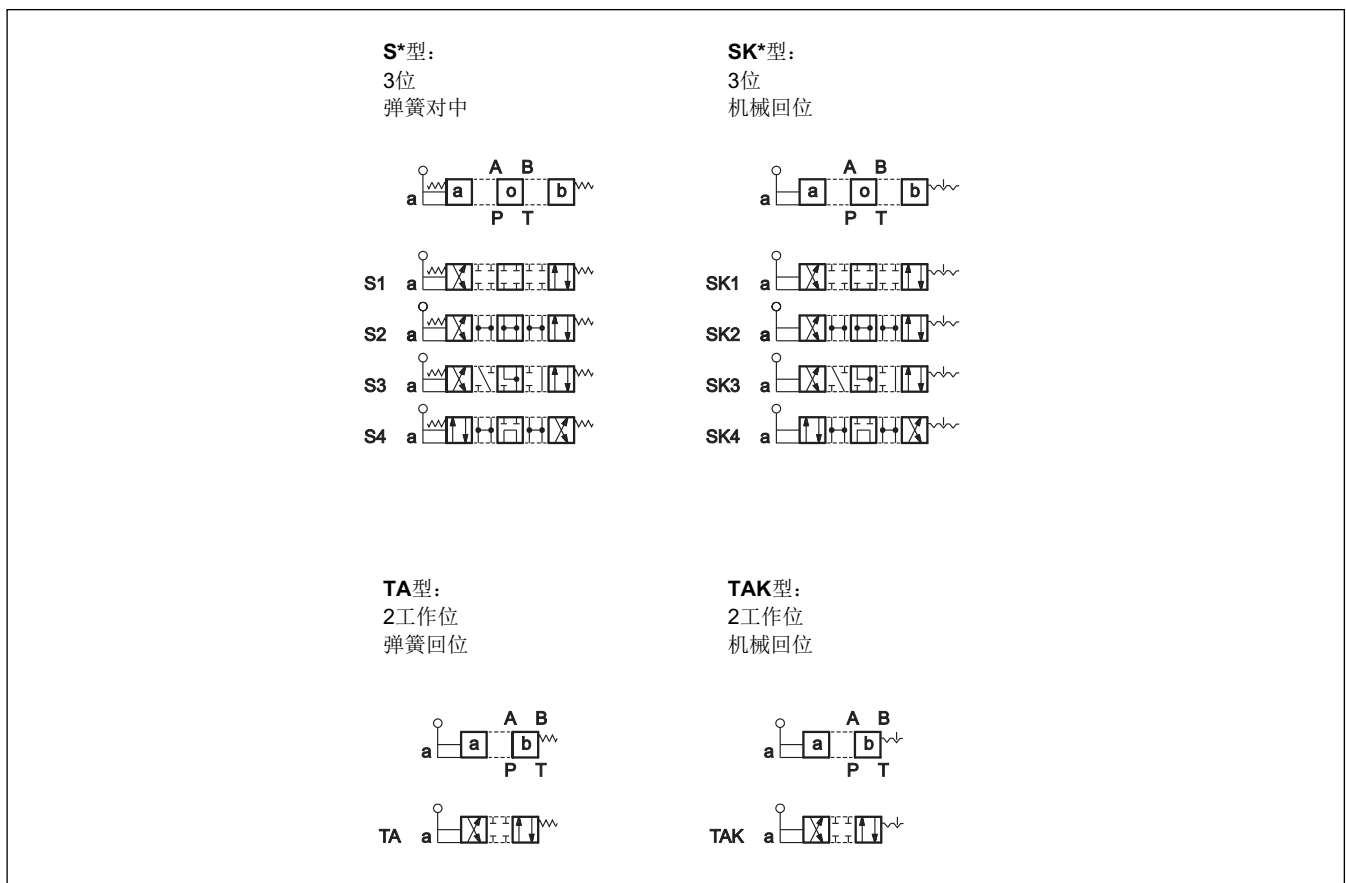 S*型：
3位
弹簧对中
SK*型：
3位
机械回位
A B
a a o b
P T
A B
a a o b
P T
S1 a
S2 a
S3 a
S4 a
SK1 a
SK2 a
SK3 a
SK4 a
TA型：
2工作位
弹簧回位
TAK型：
2工作位
机械回位
A B
a a b
P T
A B
a a b
P T
TA a
TAK a